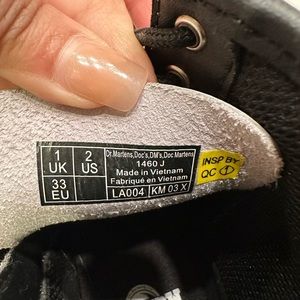 1 UK
2 US
33 EU
Dr.Martens,Doc's,DM's,Doc Martens
1460 J
Made in Vietnam
Fabriqué en Vietnam
LA004 KM 03 X
INSP BY
QC